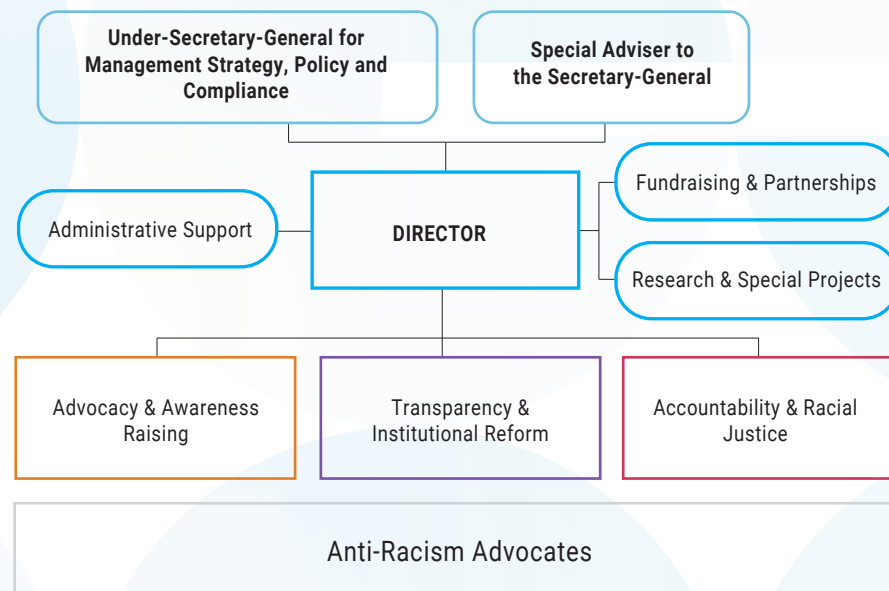 Under-Secretary-General for
Management Strategy, Policy and
Compliance
Special Adviser to
the Secretary-General
Administrative Support
DIRECTOR
Fundraising & Partnerships
Research & Special Projects
Advocacy & Awareness
Raising
Transparency &
Institutional Reform
Accountability & Racial
Justice
Anti-Racism Advocates